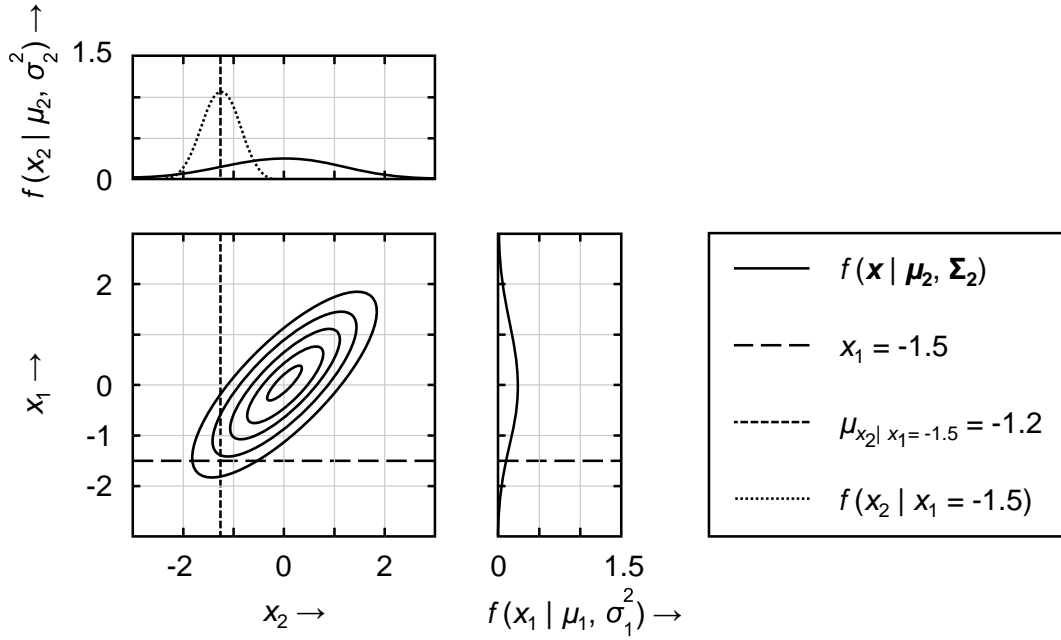 f (x₂ | μ₂, σ₂²) →
1.5
0
x₁ →
2
0
-1
-2
-2 0 2
x₂ →
0 1.5
f (x₁ | μ₁, σ₁²) →
f (x | μ₂, Σ₂)
x₁ = -1.5
μx₂| x₁= -1.5 = -1.2
f (x₂ | x₁ = -1.5)